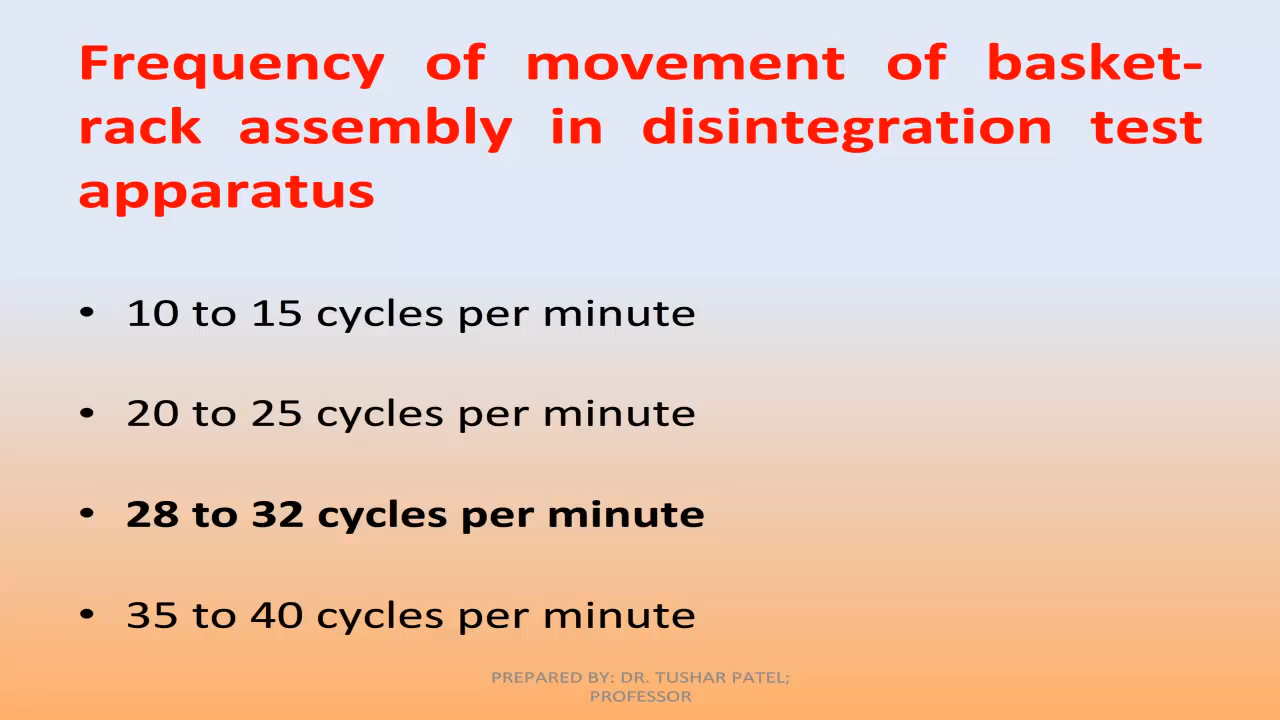 Frequency of movement of basket-
rack assembly in disintegration test
apparatus
• 10 to 15 cycles per minute
• 20 to 25 cycles per minute
• 28 to 32 cycles per minute
• 35 to 40 cycles per minute
PREPARED BY: DR. TUSHAR PATEL;
PROFESSOR